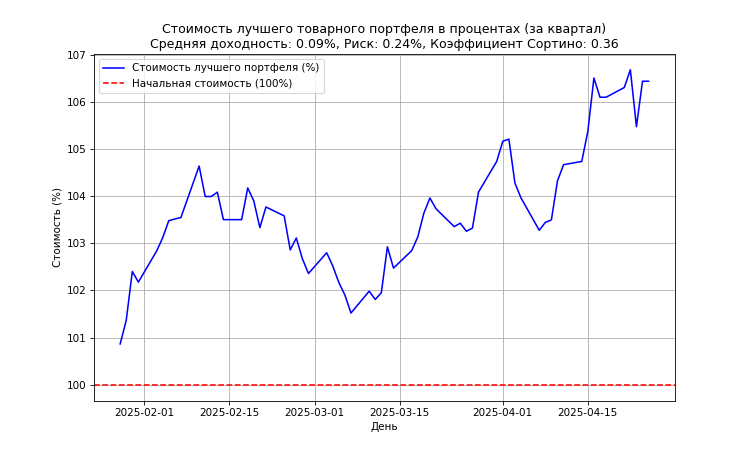 Стоимость лучшего товарного портфеля в процентах (за квартал)
Средняя доходность: 0.09%, Риск: 0.24%, Коэффициент Сортино: 0.36
Стоимость лучшего портфеля (%)
Начальная стоимость (100%)
Стоимость (%)
107
106
105
104
103
102
101
100
2025-02-01
2025-02-15
2025-03-01
2025-03-15
2025-04-01
2025-04-15
День